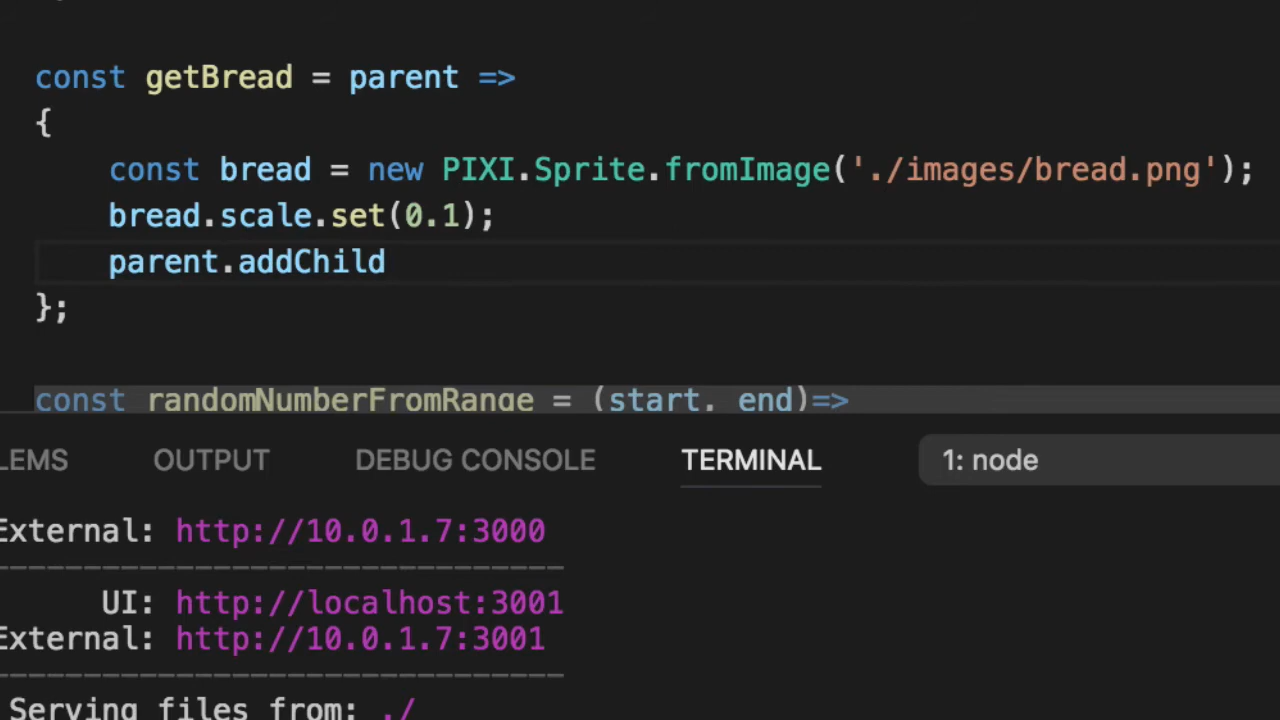 const getBread = parent =>
{
    const bread = new PIXI.Sprite.fromImage('./images/bread.png');
    bread.scale.set(0.1);
    parent.addChild
};
const randomNumberFromRange = (start, end)=>
LEMS OUTPUT DEBUG CONSOLE TERMINAL 1: node
External: http://10.0.1.7:3000
-------------------------------
UI: http://localhost:3001
External: http://10.0.1.7:3001
-------------------------------
Serving files from: ./